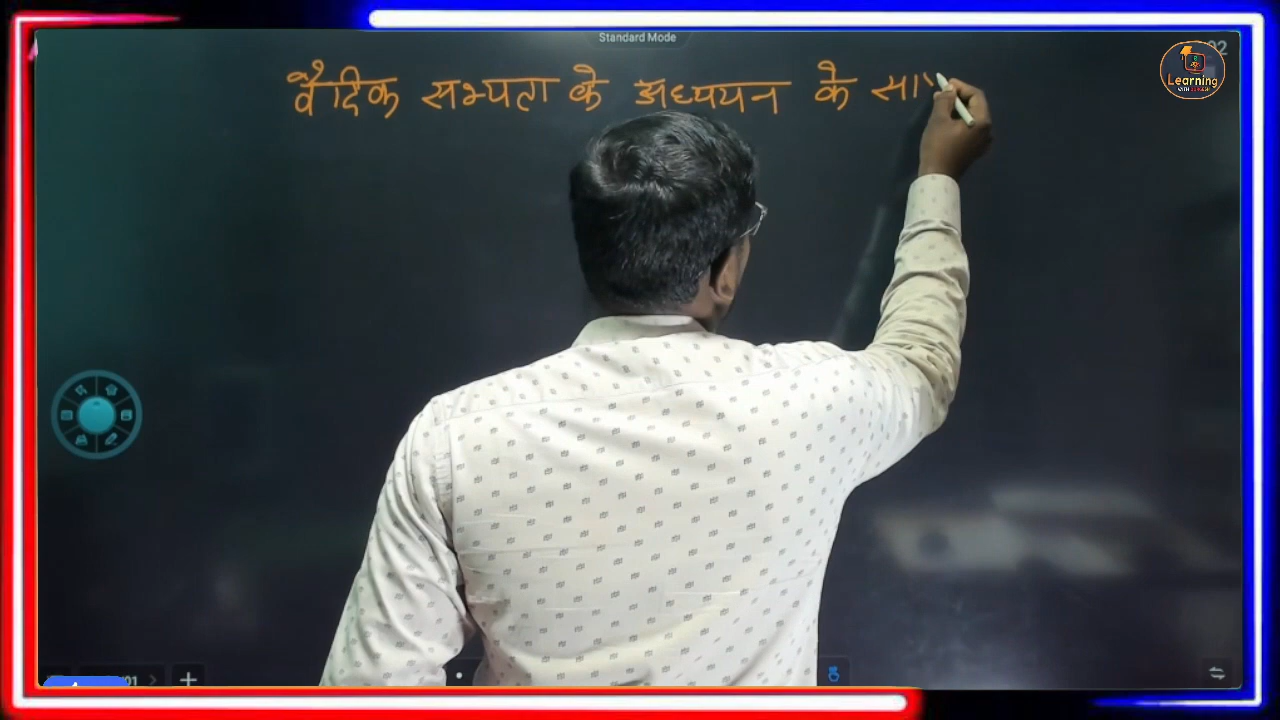 Standard Mode
वैदिक सभ्यता के अध्ययन के सा
Learning